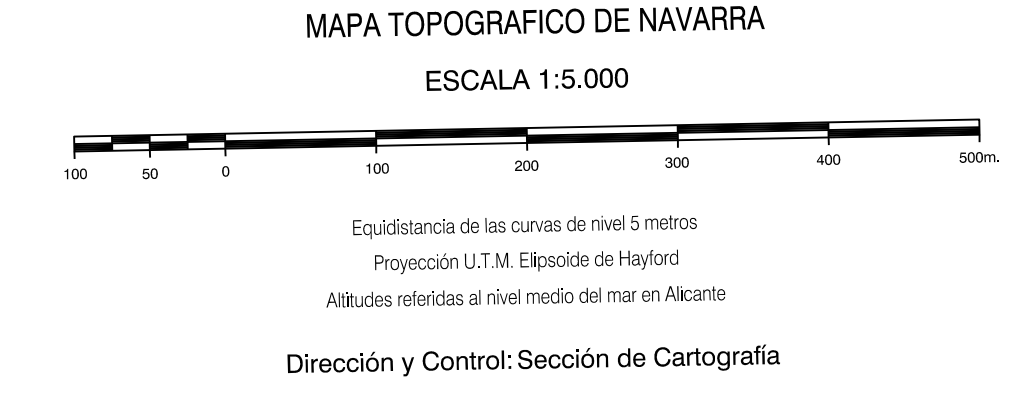 MAPA TOPOGRAFICO DE NAVARRA
ESCALA 1:5.000
100 50 0 100 200 300 400 500m.
Equidistancia de las curvas de nivel 5 metros
Proyección U.T.M. Elipsoide de Hayford
Altitudes referidas al nivel medio del mar en Alicante
Dirección y Control: Sección de Cartografía